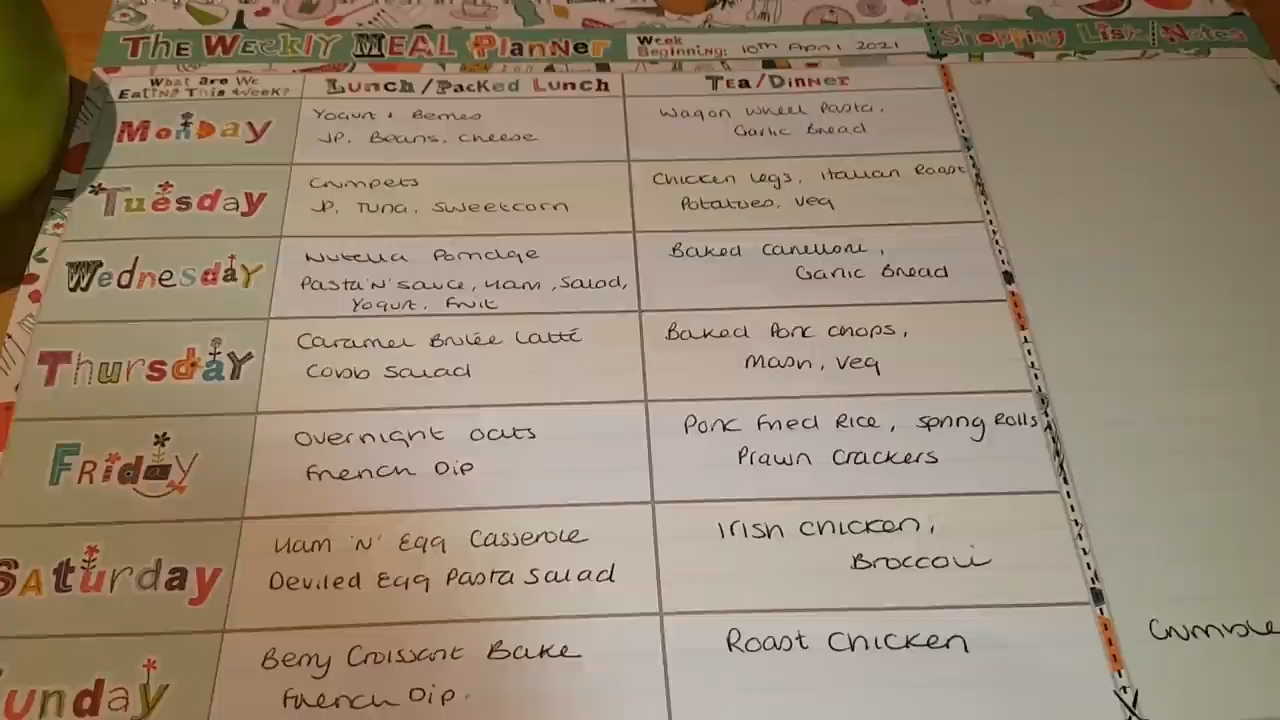 The Weekly Meal Planner
Week
Beginning: 10th April 2021
Shopping List | Notes
What are We
Eating This Week?
Lunch/Packed Lunch
Tea/Dinner
Monday
Yogurt + Berries
JP, Beans, Cheese
Wagon Wheel Pasta,
Garlic Bread
Tuesday
Crumpets
JP, Tuna, Sweetcorn
Chicken Legs, Italian Roast
Potatoes, Veg
Wednesday
Nutella Porridge
Pasta 'N' Sauce, Ham, Salad,
Yogurt, Fruit
Baked Canelloni,
Garlic Bread
Thursday
Caramel Brulée Latté
Cobb Salad
Baked Pork Chops,
Mash, Veg
Friday
Overnight Oats
French Dip
Pork Fried Rice, Spring Rolls
Prawn Crackers
Saturday
Ham 'N' Egg Casserole
Deviled Egg Pasta Salad
Irish Chicken,
Broccoli
Sunday
Berry Croissant Bake
French Dip.
Roast Chicken
Crumble